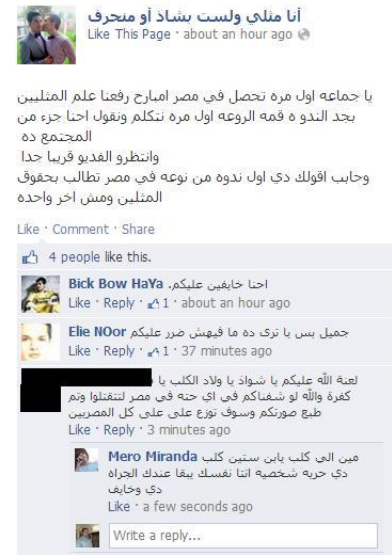 أنا مثلي ولست بشاذ أو منحرف
Like This Page · about an hour ago
يا جماعه اول مره تحصل في مصر امبارح رفعنا علم المثليين
بجد الندو ه قمه الروعه اول مره نتكلم ونقول احنا جزء من
المجتمع ده
وانتظرو الفديو قريبا جدا
وحابب اقولك دي اول ندوه من نوعه في مصر تطالب بحقوق
المثلين ومش اخر واحده
Like · Comment · Share
4 people like this.
Bick Bow HaYa احنا خايفين عليكم.
Like · Reply · 1 · about an hour ago
Elie NOor جميل بس يا ترى ده ما فيهش ضرر عليكم
Like · Reply · 1 · 37 minutes ago
لعنة الله عليكم يا شواذ يا ولاد الكلب يا
كفرة والله لو شفناكم في اي حته في مصر لتتقتلوا وتم
طبع صورتكم وسوف توزع على على كل المصريين
Like · Reply · 3 minutes ago
Mero Miranda مين الي كلب يابن ستين كلب
دي حريه شخصيه انتا نفسك يبقا عندك الجراه
دي وخايف
Like · a few seconds ago
Write a reply...